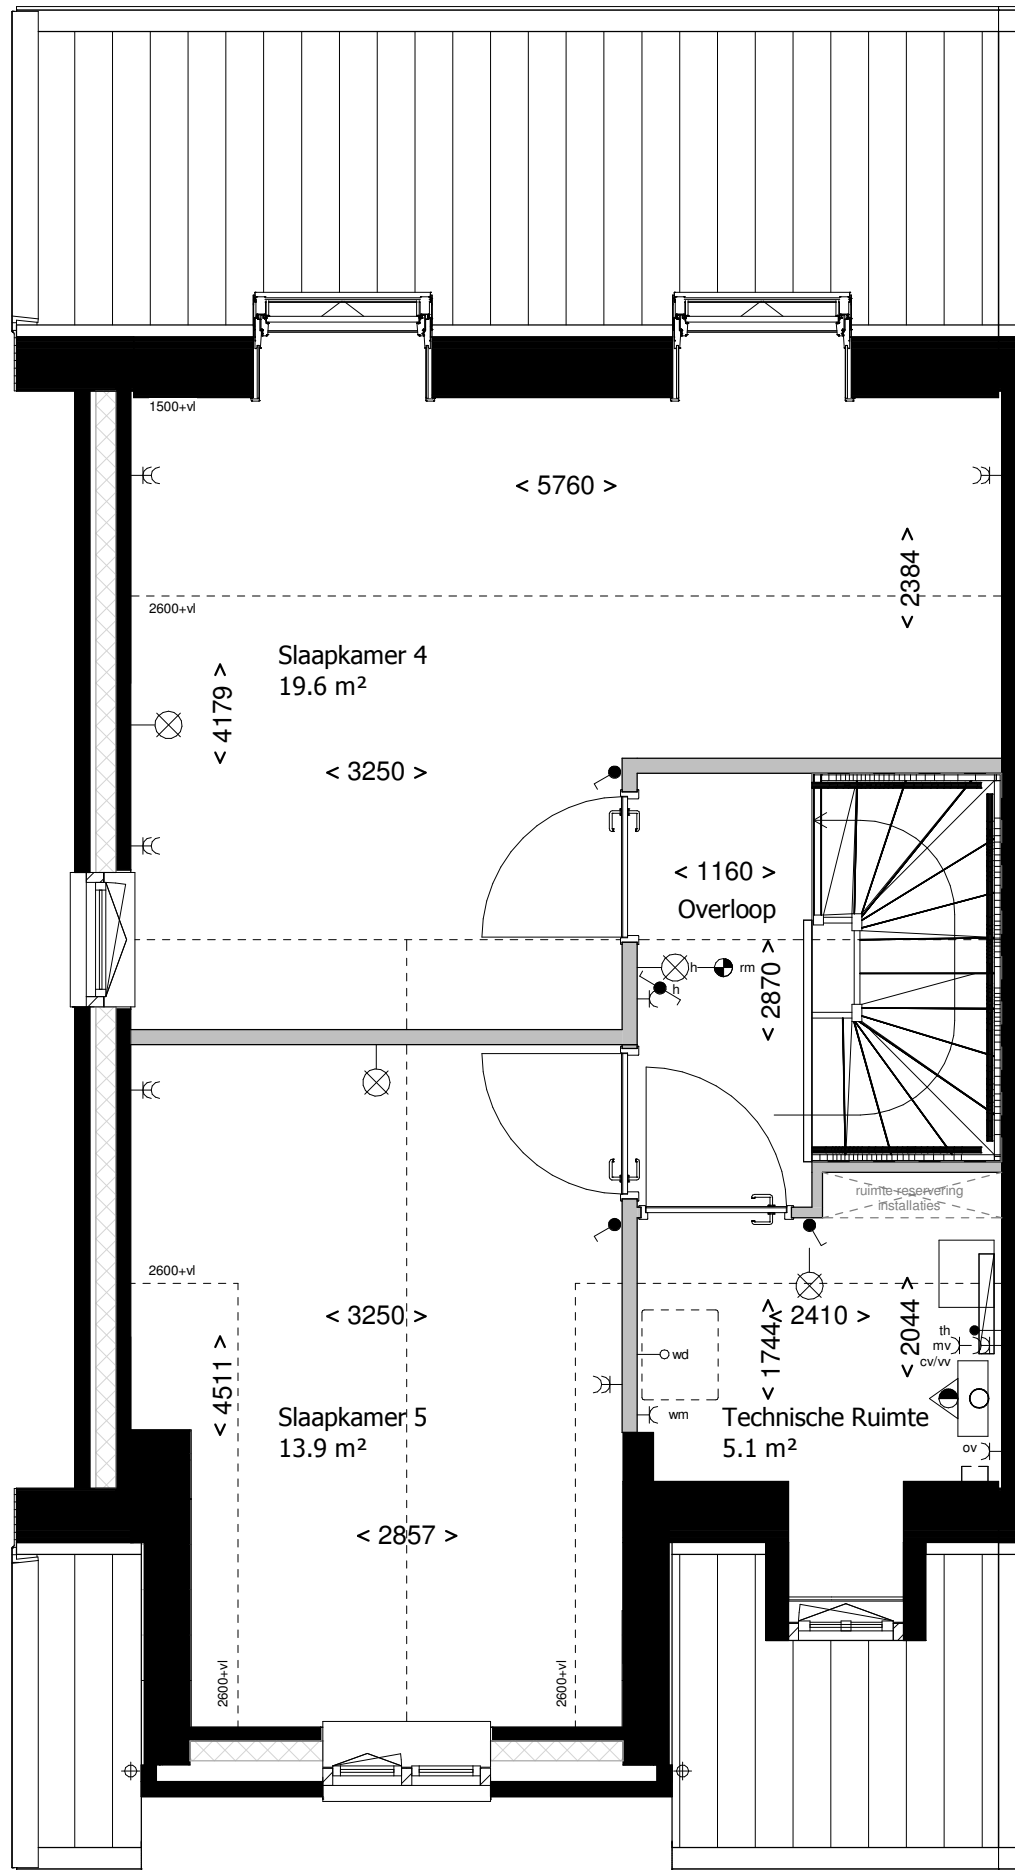 1500+vl
< 5760 >
< 2384 >
2600+vl
Slaapkamer 4
19.6 m²
< 4179 >
< 3250 >
< 1160 >
Overloop
h
rm
h
< 2870 >
ruimte reservering
installaties
2600+vl
< 3250 >
< 4511 >
< 1744 >
< 2410 >
< 2044 >
th
mv
cv/vv
wd
wm
Slaapkamer 5
13.9 m²
Technische Ruimte
5.1 m²
ov
< 2857 >
2600+vl
2600+vl